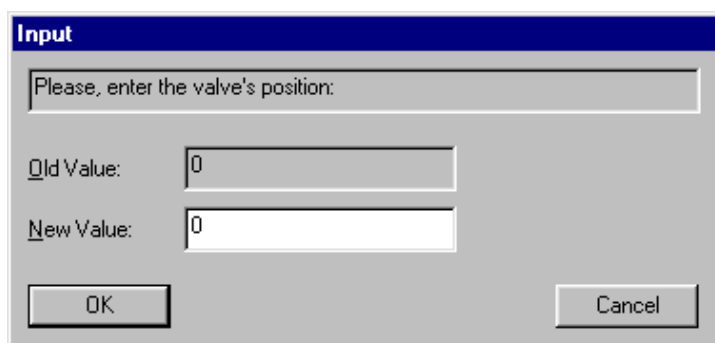 Input
Please, enter the valve's position:
Old Value: 0
New Value: 0
OK Cancel